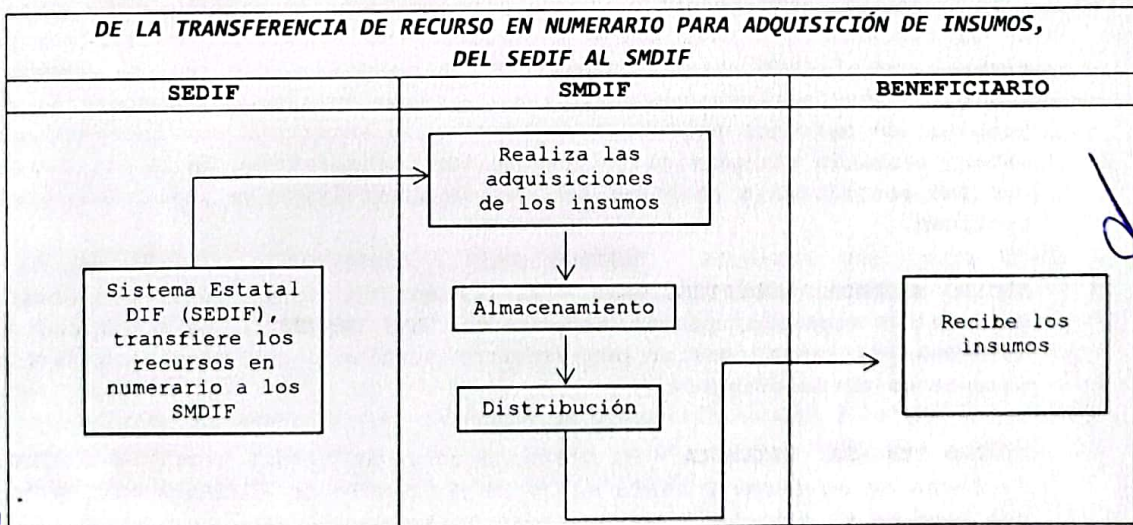 DE LA TRANSFERENCIA DE RECURSO EN NUMERARIO PARA ADQUISICIÓN DE INSUMOS,
DEL SEDIF AL SMDIF
SEDIF
SMDIF
BENEFICIARIO
Realiza las
adquisiciones
de los insumos
Sistema Estatal
DIF (SEDIF),
transfiere los
recursos en
numerario a los
SMDIF
Almacenamiento
Distribución
Recibe los
insumos